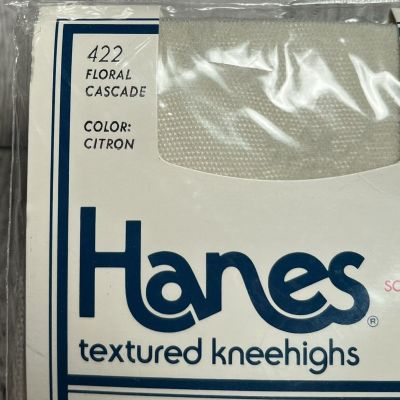 422
FLORAL
CASCADE
COLOR:
CITRON
Hanes®
textured kneehighs